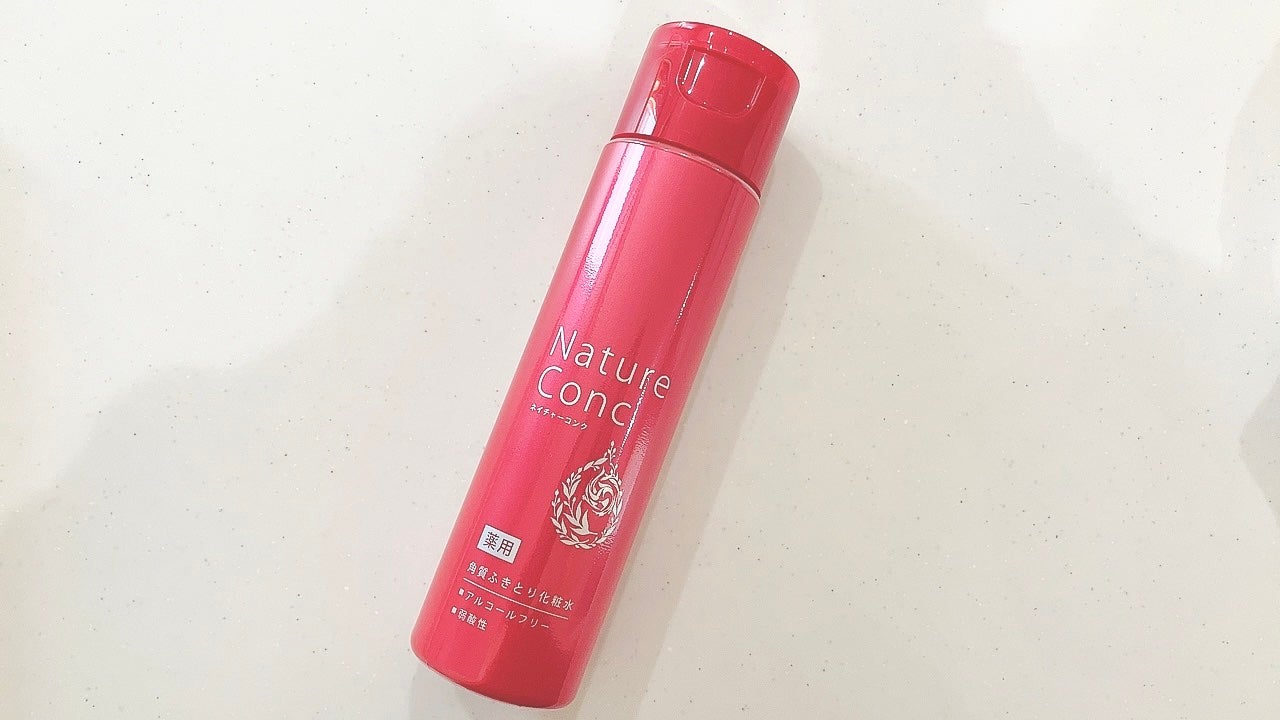 Nature
Conc
ネイチャーコンク
薬用
角質ふきとり化粧水
■アルコールフリー
■弱酸性